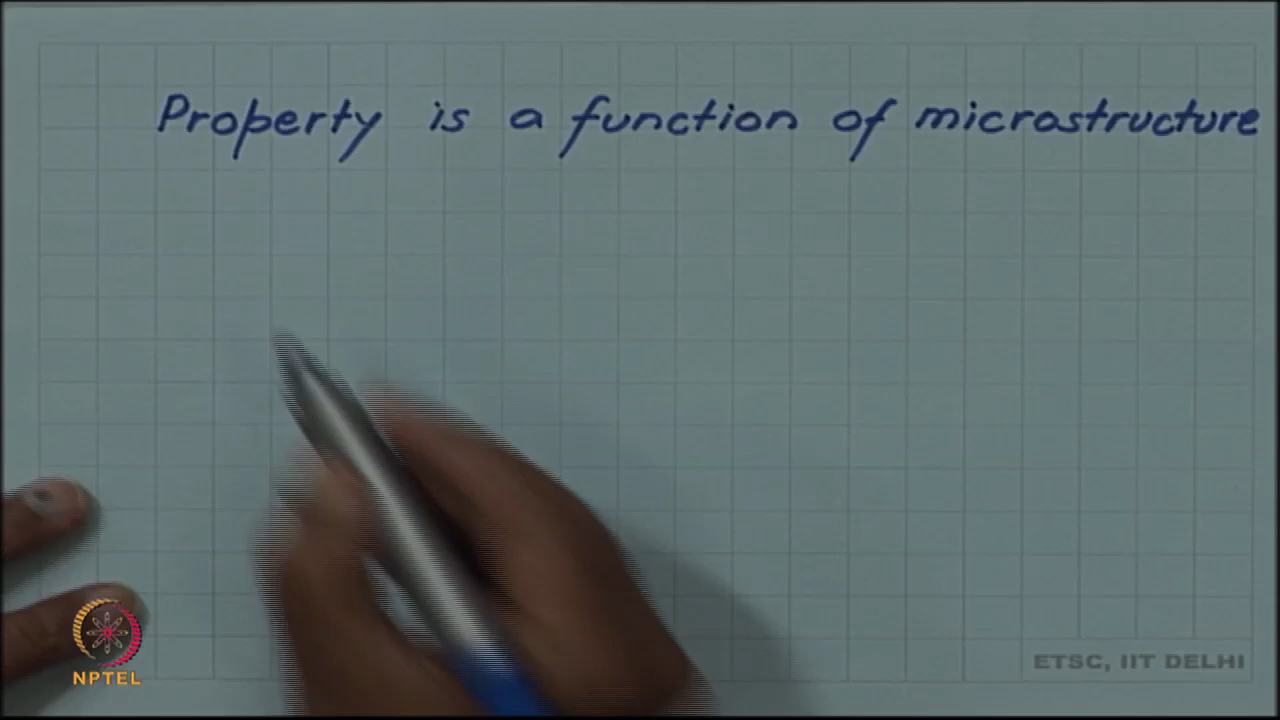 Property is a function of microstructure
NPTEL
ETSC, IIT DELHI